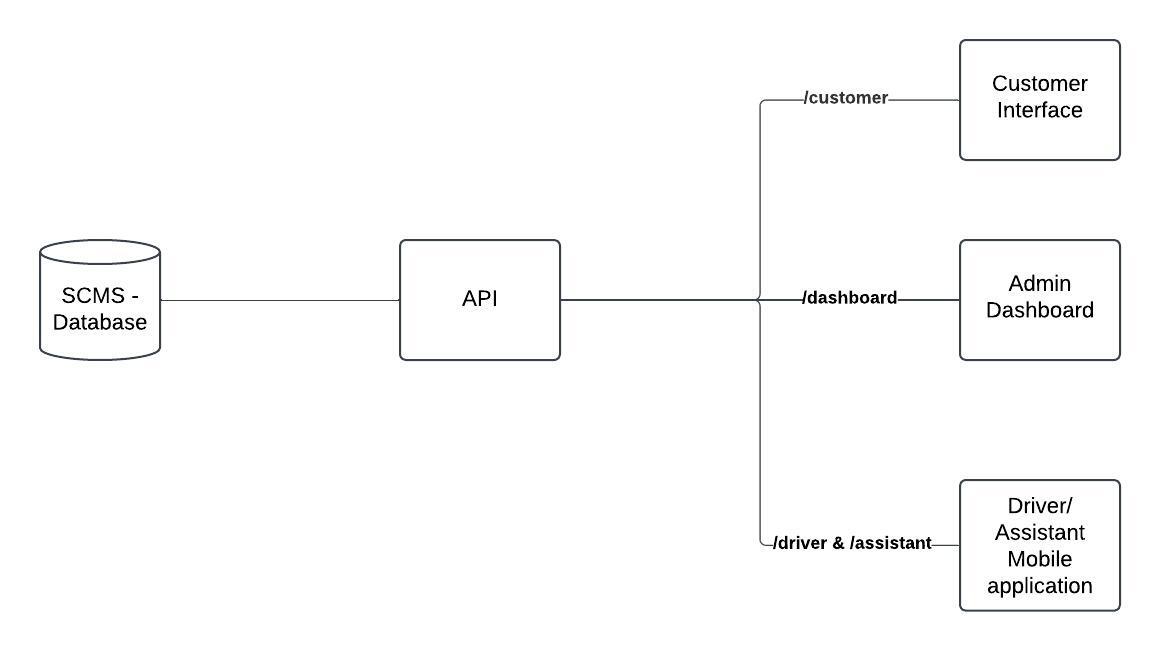 /customer
Customer
Interface
SCMS -
Database
API
/dashboard
Admin
Dashboard
/driver & /assistant
Driver/
Assistant
Mobile
application